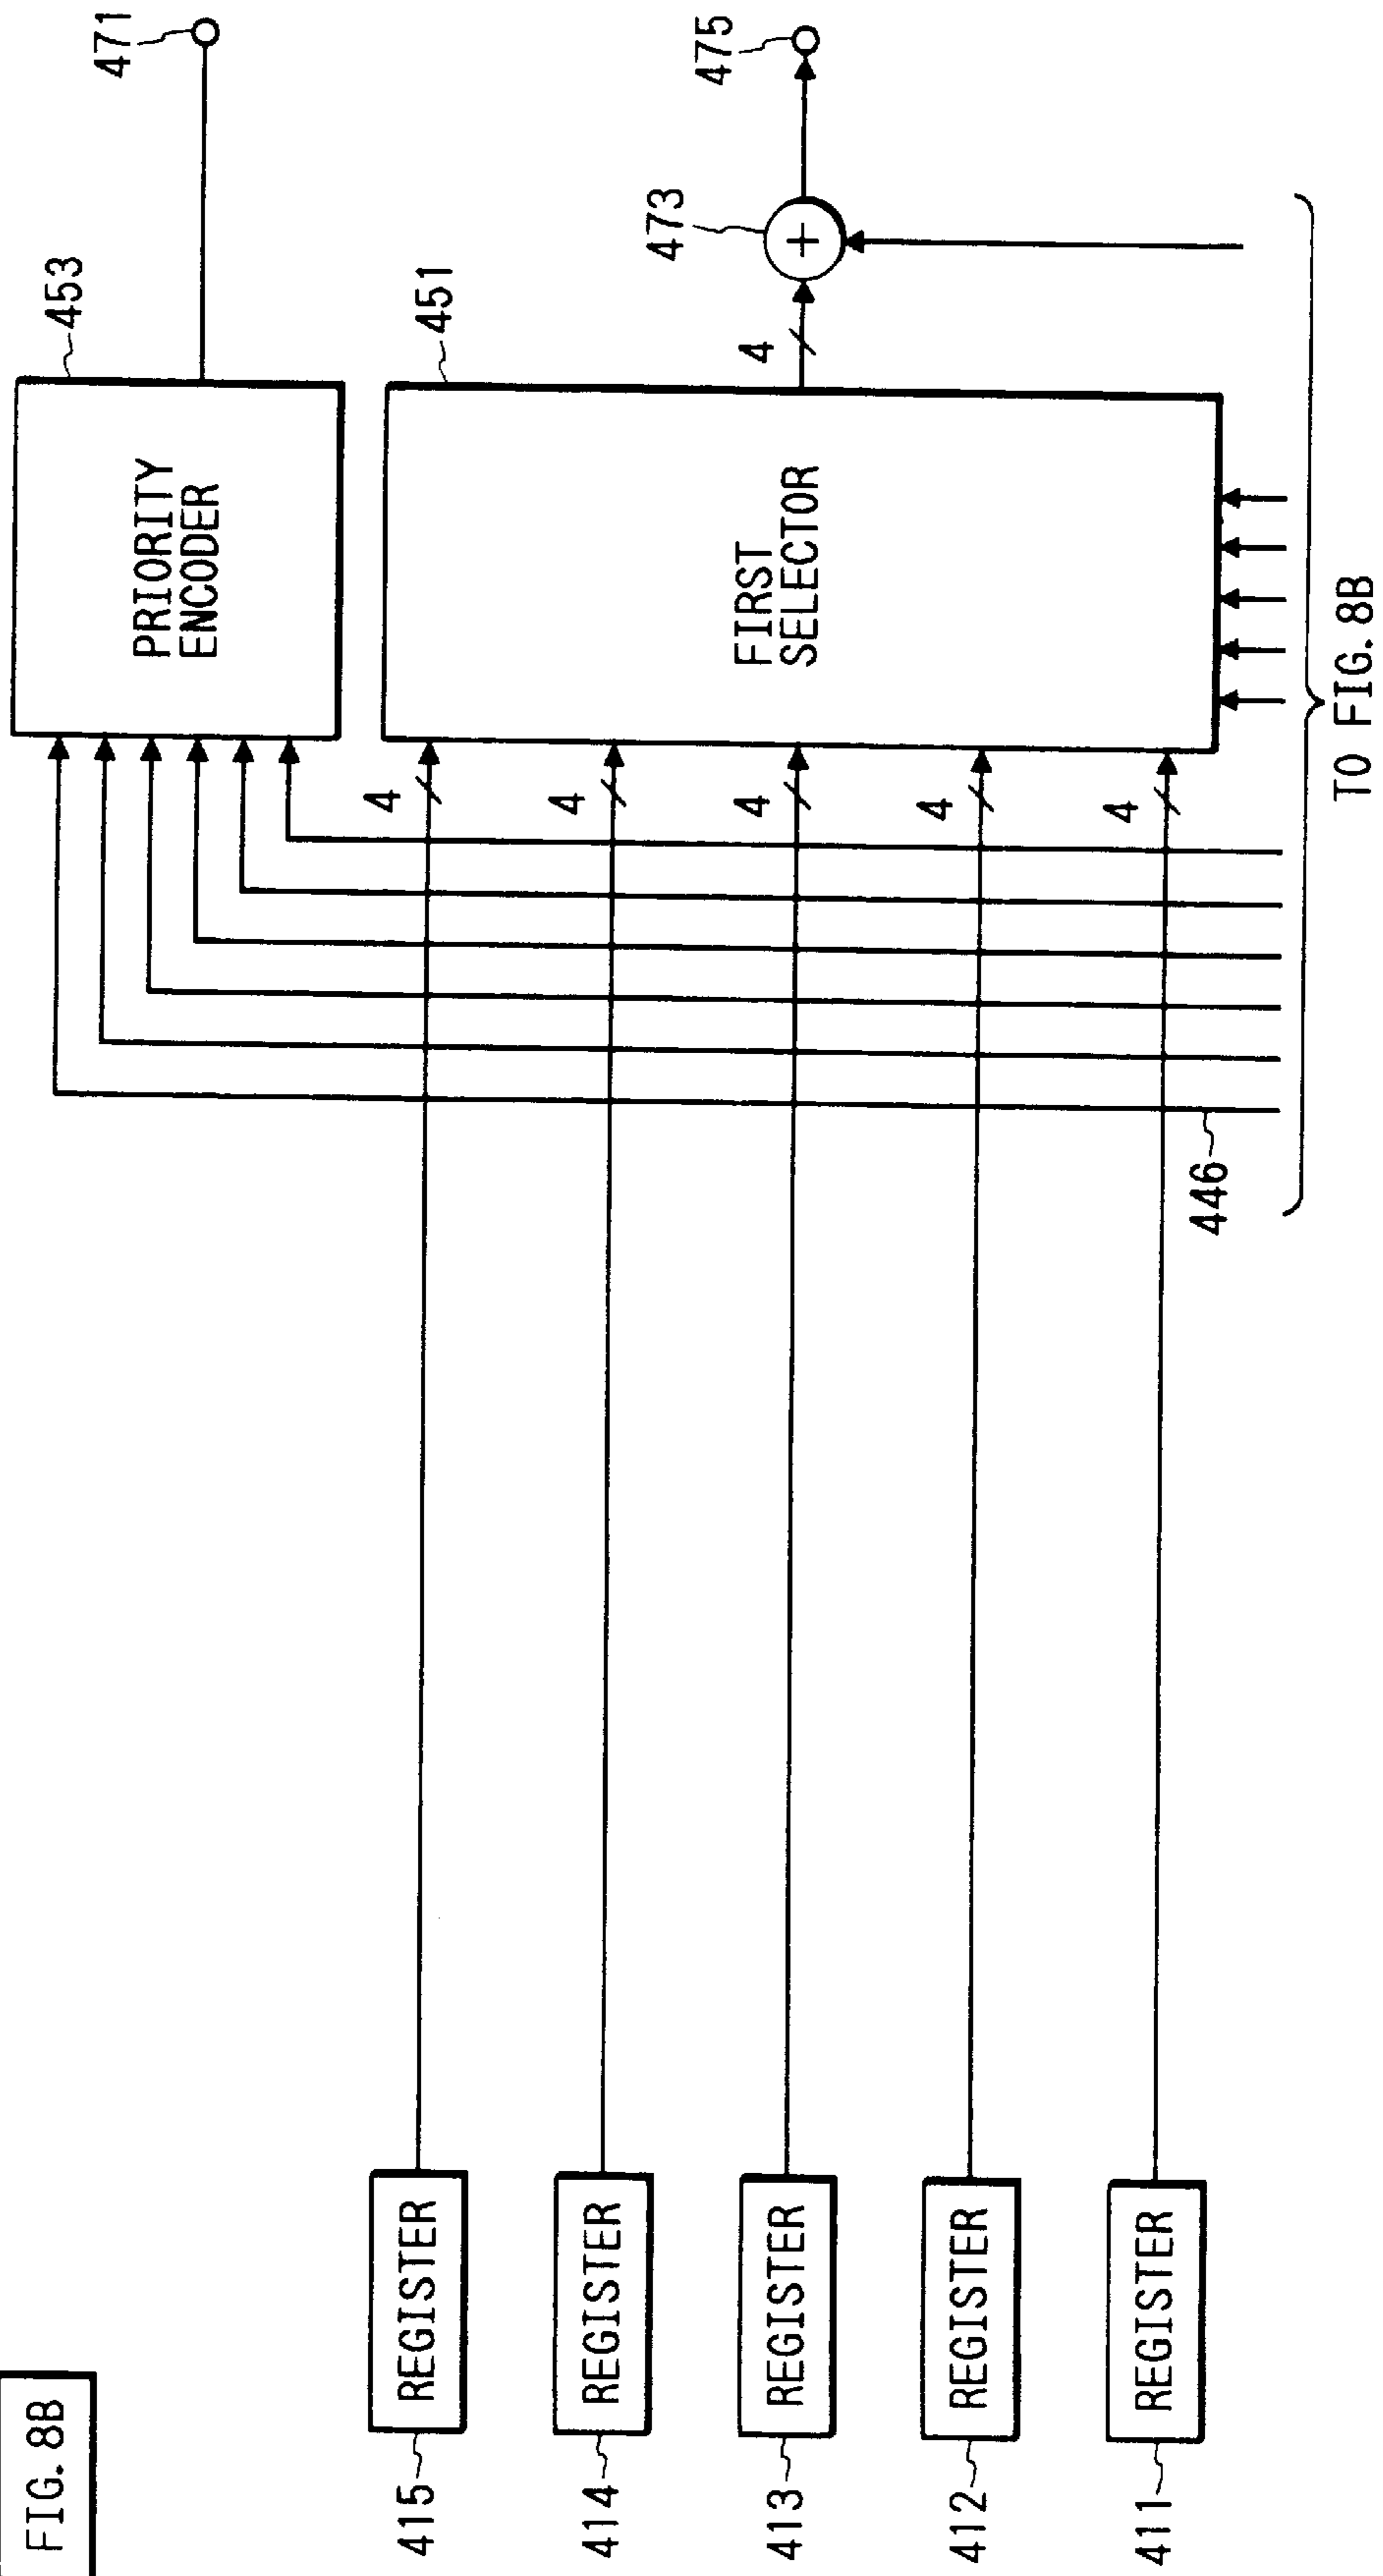 FIG. 8B
471
453
PRIORITY
ENCODER
475
473
451
4
FIRST
SELECTOR
4
4
4
4
4
415
REGISTER
414
REGISTER
413
REGISTER
412
REGISTER
411
REGISTER
446
TO FIG. 8B